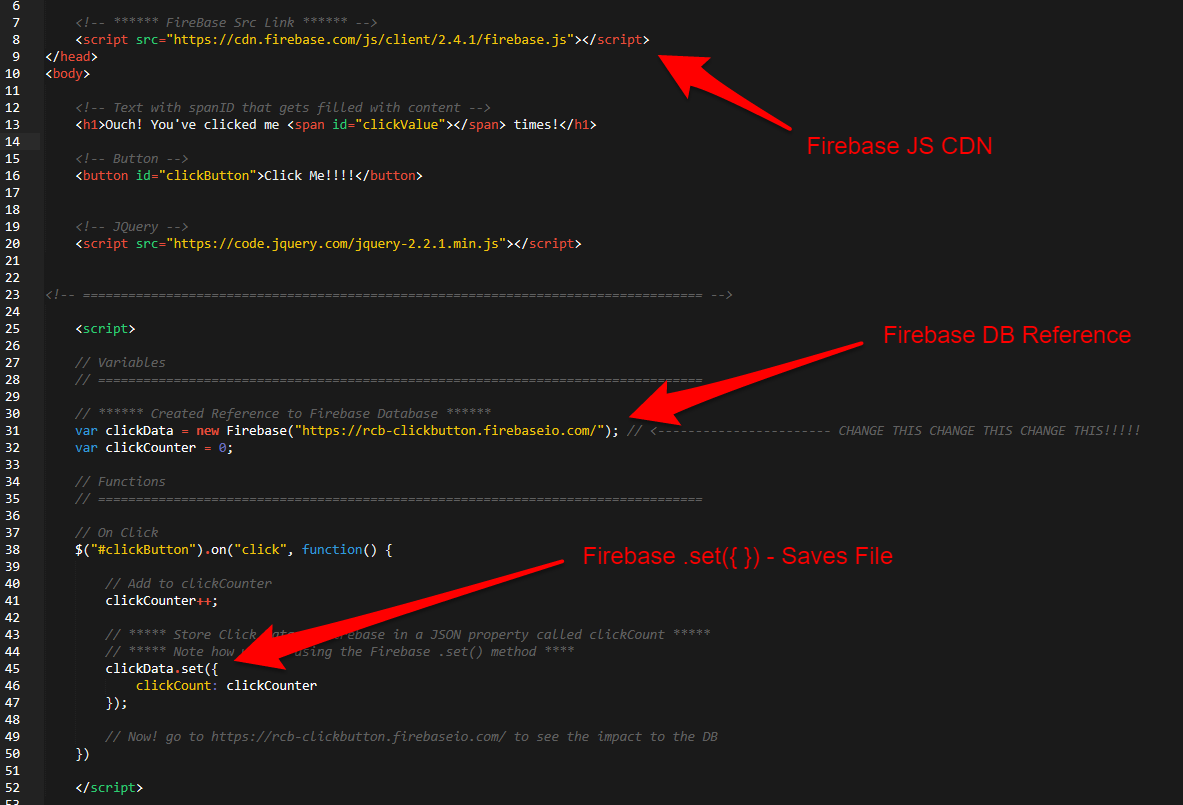 6
7 <!-- ****** FireBase Src Link ****** -->
8 <script src="https://cdn.firebase.com/js/client/2.4.1/firebase.js"></script>
9 </head>
10 <body>
Firebase JS CDN
11
12 <!-- Text with spanID that gets filled with content -->
13 <h1>Ouch! You've clicked me <span id="clickValue"></span> times!</h1>
14
15 <!-- Button -->
16 <button id="clickButton">Click Me!!!!</button>
17
18
19 <!-- JQuery -->
20 <script src="https://code.jquery.com/jquery-2.2.1.min.js"></script>
21
22
23 <!-- ================================================================================== -->
24
25 <script>
26
Firebase DB Reference
27 // Variables
28 // ================================================================================
29
30 // ****** Created Reference to Firebase Database ******
31 var clickData = new Firebase("https://rcb-clickbutton.firebaseio.com/"); // <----------------------- CHANGE THIS CHANGE THIS CHANGE THIS!!!!!
32 var clickCounter = 0;
33
34 // Functions
35 // ================================================================================
36
37 // On Click
38 $("#clickButton").on("click", function() {
Firebase .set({ }) - Saves File
39
40 // Add to clickCounter
41 clickCounter++;
42
43 // ***** Store Click rebase in a JSON property called clickCount *****
44 // ***** Note how using the Firebase .set() method ****
45 clickData.set({
46 clickCount: clickCounter
47 });
48
49 // Now! go to https://rcb-clickbutton.firebaseio.com/ to see the impact to the DB
50 })
51
52 </script>
53